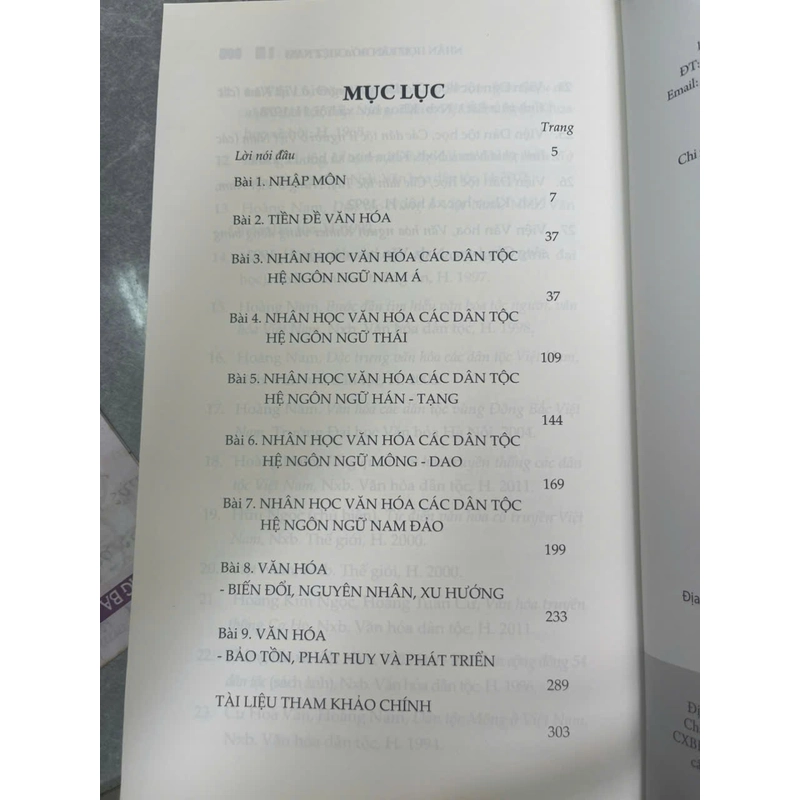 MỤC LỤC
Trang
Lời nói đầu 5
Bài 1. NHẬP MÔN
7
Bài 2. TIỀN ĐỀ VĂN HÓA
37
Bài 3. NHÂN HỌC VĂN HÓA CÁC DÂN TỘC
HỆ NGÔN NGỮ NAM Á
37
Bài 4. NHÂN HỌC VĂN HÓA CÁC DÂN TỘC
HỆ NGÔN NGỮ THÁI
109
Bài 5. NHÂN HỌC VĂN HÓA CÁC DÂN TỘC
HỆ NGÔN NGỮ HÁN - TẠNG
144
Bài 6. NHÂN HỌC VĂN HÓA CÁC DÂN TỘC
HỆ NGÔN NGỮ MÔNG - DAO
169
Bài 7. NHÂN HỌC VĂN HÓA CÁC DÂN TỘC
HỆ NGÔN NGỮ NAM ĐẢO
199
Bài 8. VĂN HÓA
- BIẾN ĐỔI, NGUYÊN NHÂN, XU HƯỚNG
233
Bài 9. VĂN HÓA
- BẢO TỒN, PHÁT HUY VÀ PHÁT TRIỂN
289
TÀI LIỆU THAM KHẢO CHÍNH
303
ĐT:
Email:
Chi
Địa
CXB